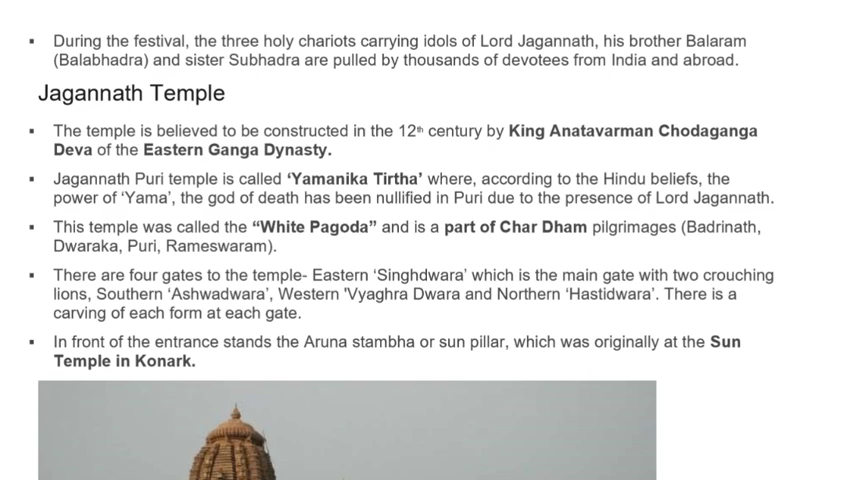 ▪ During the festival, the three holy chariots carrying idols of Lord Jagannath, his brother Balaram
(Balabhadra) and sister Subhadra are pulled by thousands of devotees from India and abroad.
Jagannath Temple
▪ The temple is believed to be constructed in the 12th century by King Anatavarman Chodaganga
Deva of the Eastern Ganga Dynasty.
▪ Jagannath Puri temple is called ‘Yamanika Tirtha’ where, according to the Hindu beliefs, the
power of ‘Yama’, the god of death has been nullified in Puri due to the presence of Lord Jagannath.
▪ This temple was called the “White Pagoda” and is a part of Char Dham pilgrimages (Badrinath,
Dwaraka, Puri, Rameswaram).
▪ There are four gates to the temple- Eastern ‘Singhdwara’ which is the main gate with two crouching
lions, Southern ‘Ashwadwara’, Western 'Vyaghra Dwara and Northern ‘Hastidwara’. There is a
carving of each form at each gate.
▪ In front of the entrance stands the Aruna stambha or sun pillar, which was originally at the Sun
Temple in Konark.